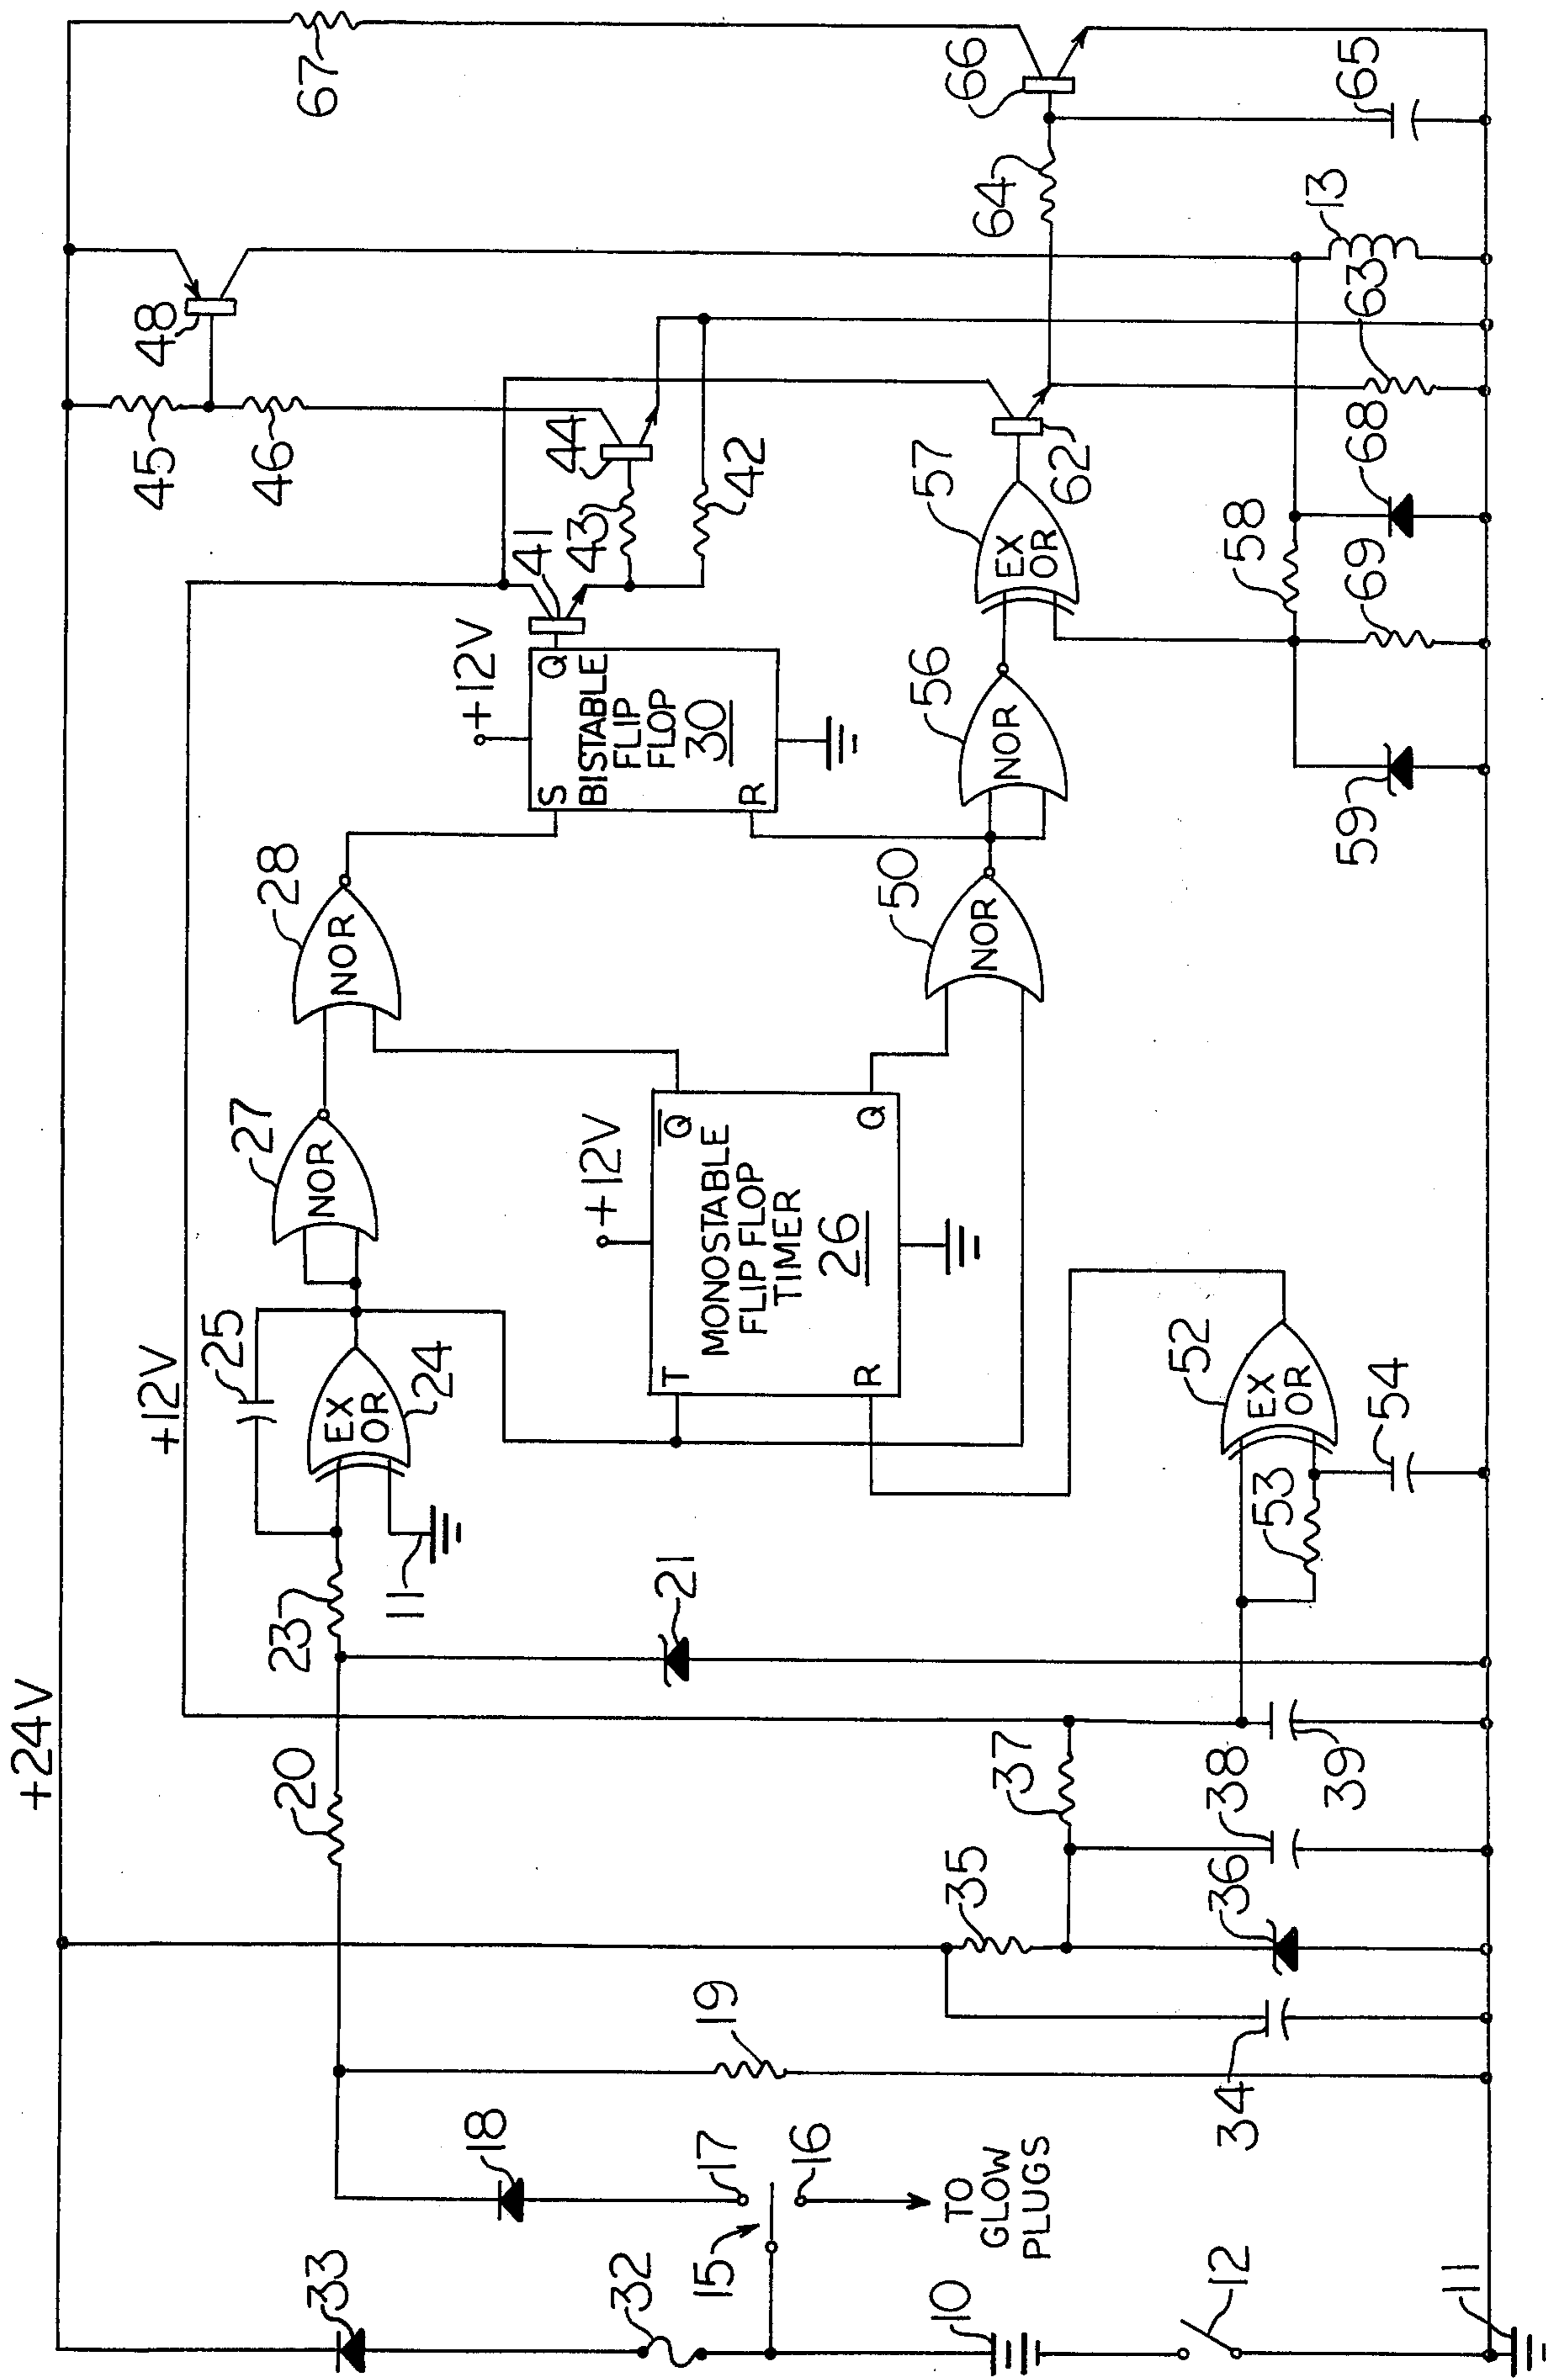 +24V
+12V
33
32
15
10
12
11
18
17
16
TO
GLOW
PLUGS
19
34
35
36
37
38
39
20
21
23
11
EX
OR
24
25
27
NOR
28
NOR
+12V
T
Q
MONOSTABLE
FLIP FLOP
TIMER
26
R
Q
EX
OR
52
53
54
50
NOR
+12V
S
Q
BISTABLE
FLIP
FLOP
30
R
56
NOR
57
EX
OR
41
42
43
44
45
46
48
58
59
69
68
62
63
13
64
65
66
67